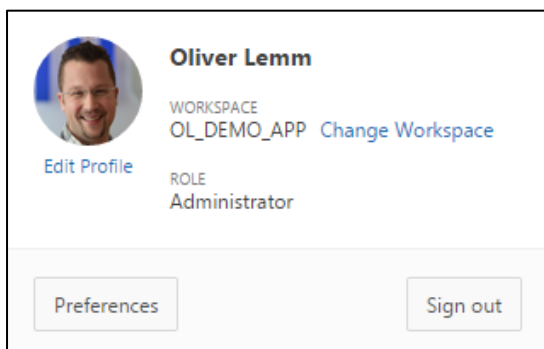 Oliver Lemm
WORKSPACE
OL_DEMO_APP Change Workspace
Edit Profile
ROLE
Administrator
Preferences
Sign out